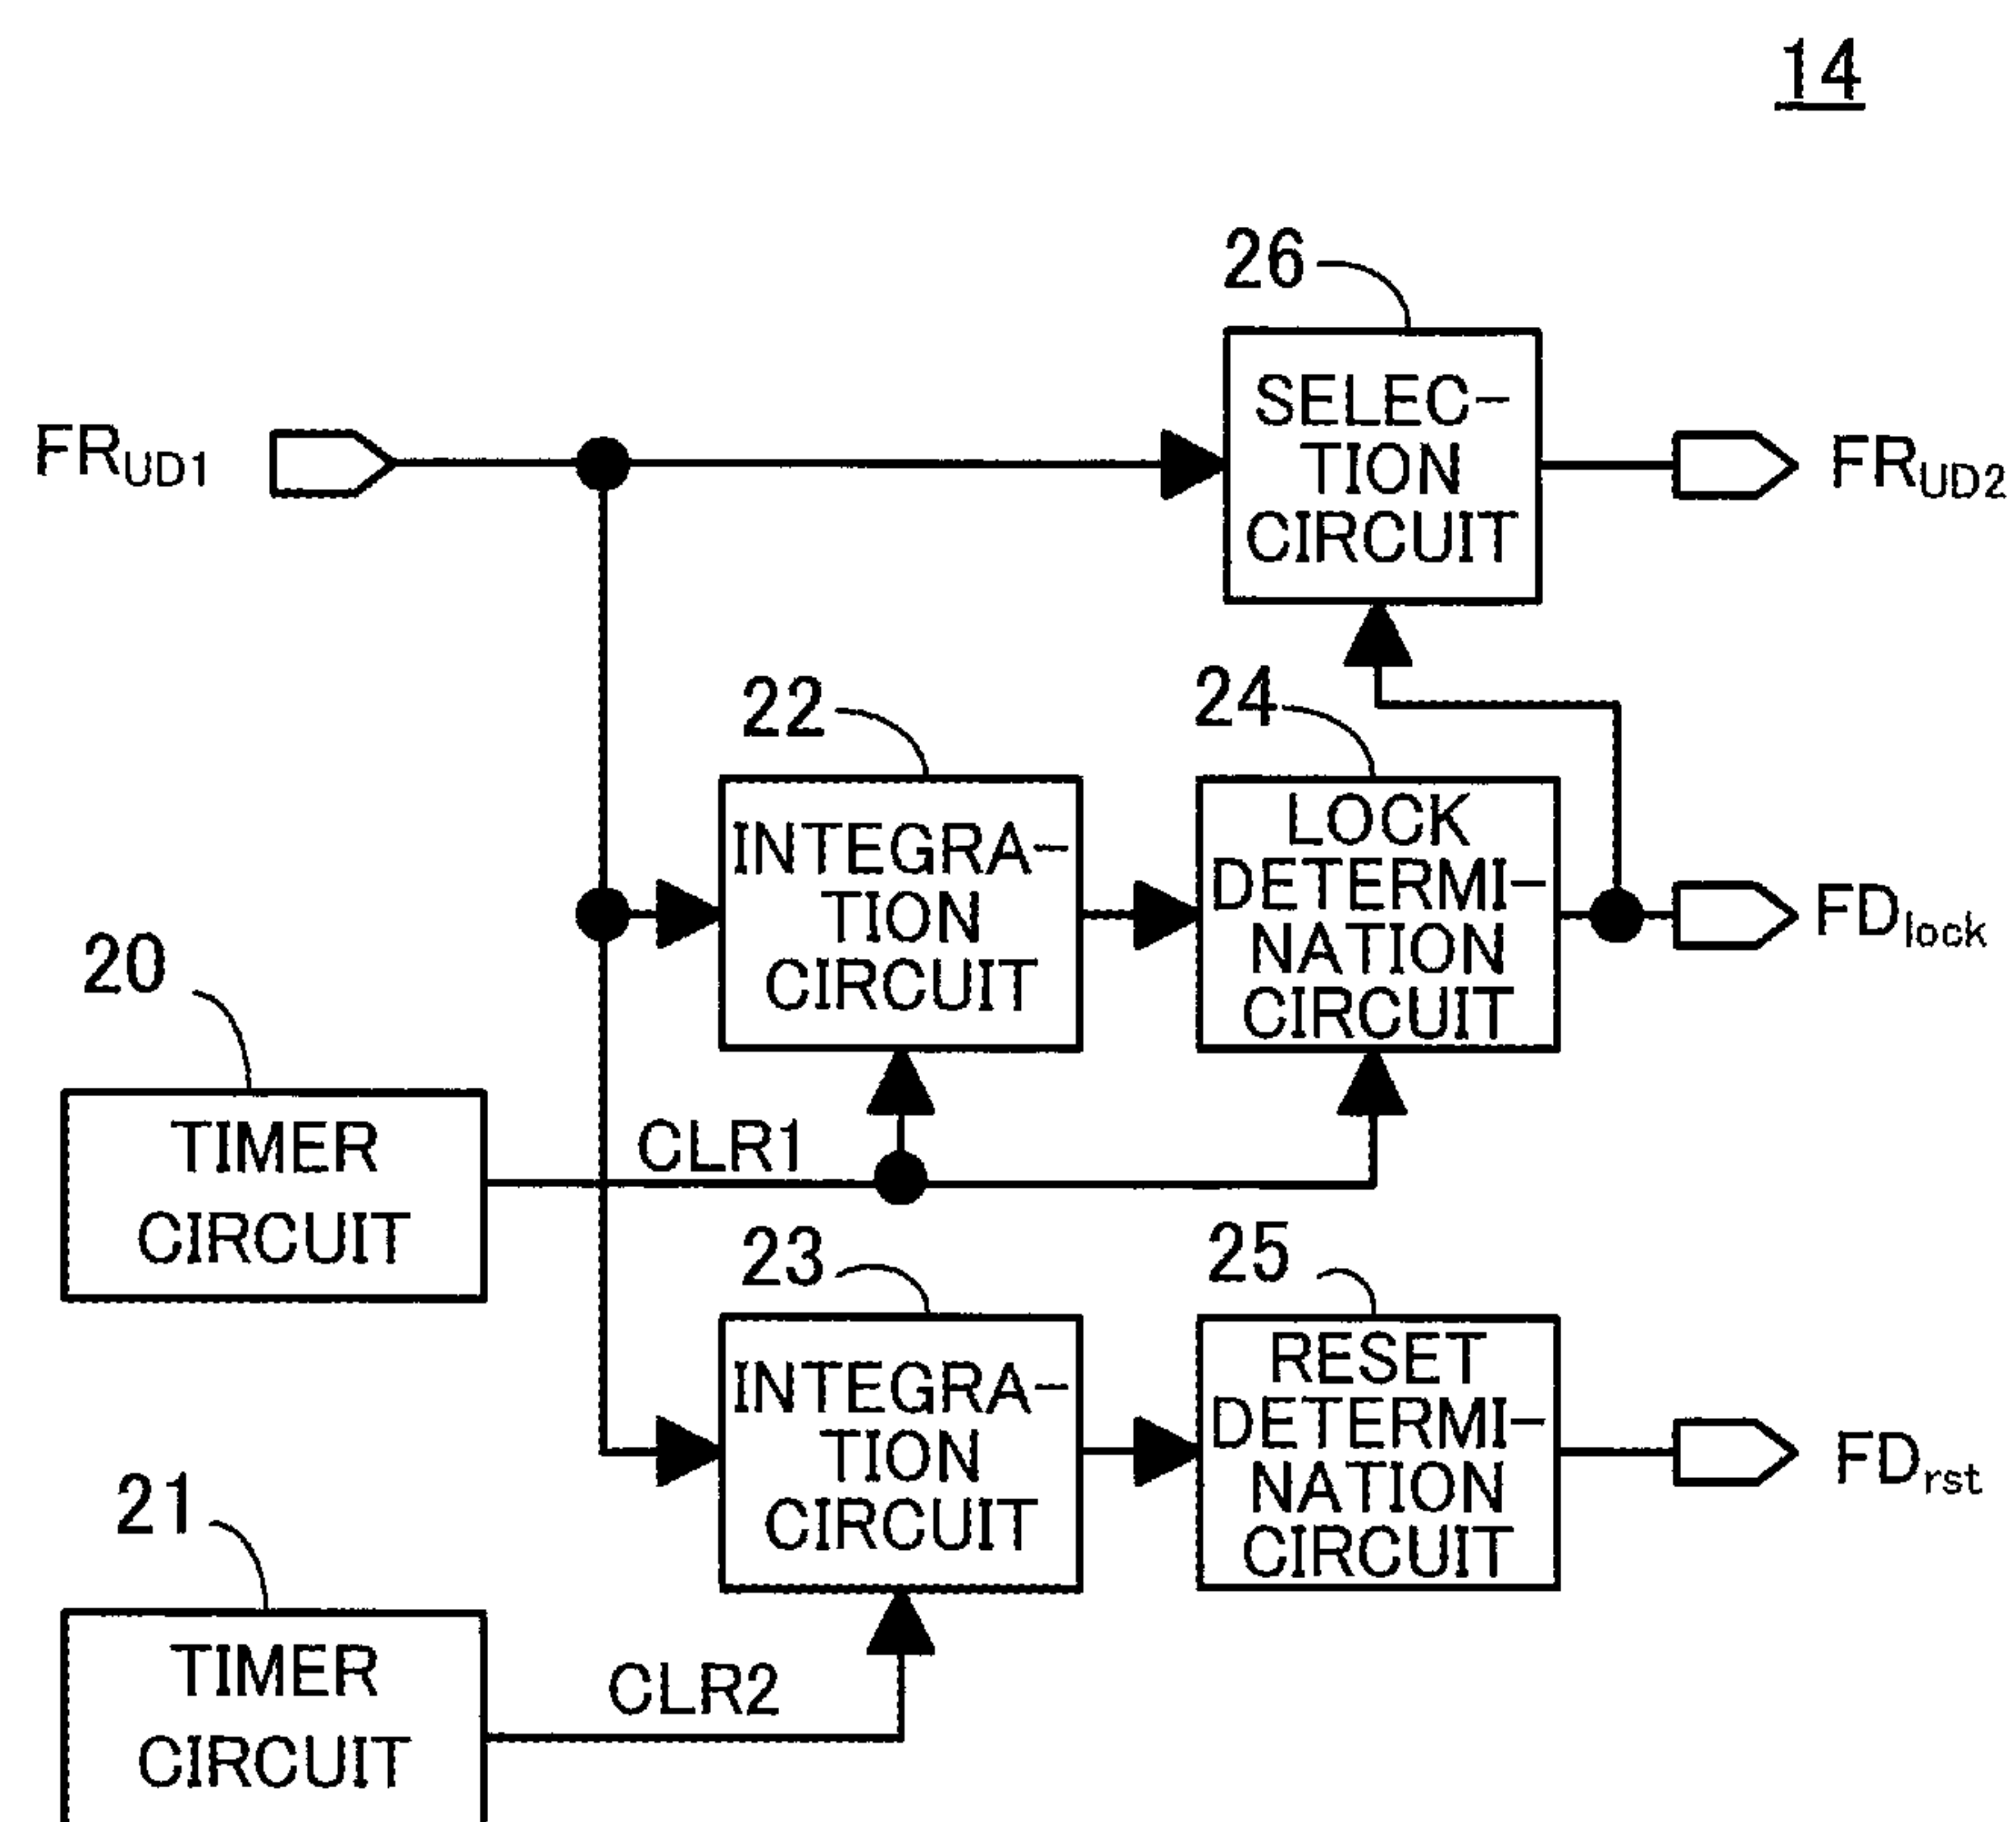 14
26
SELEC-
TION
CIRCUIT
FRUD1
FRUD2
22
24
INTEGRA-
TION
CIRCUIT
LOCK
DETERMI-
NATION
CIRCUIT
FDlock
20
TIMER
CIRCUIT
CLR1
23
25
INTEGRA-
TION
CIRCUIT
RESET
DETERMI-
NATION
CIRCUIT
FDrst
21
TIMER
CIRCUIT
CLR2